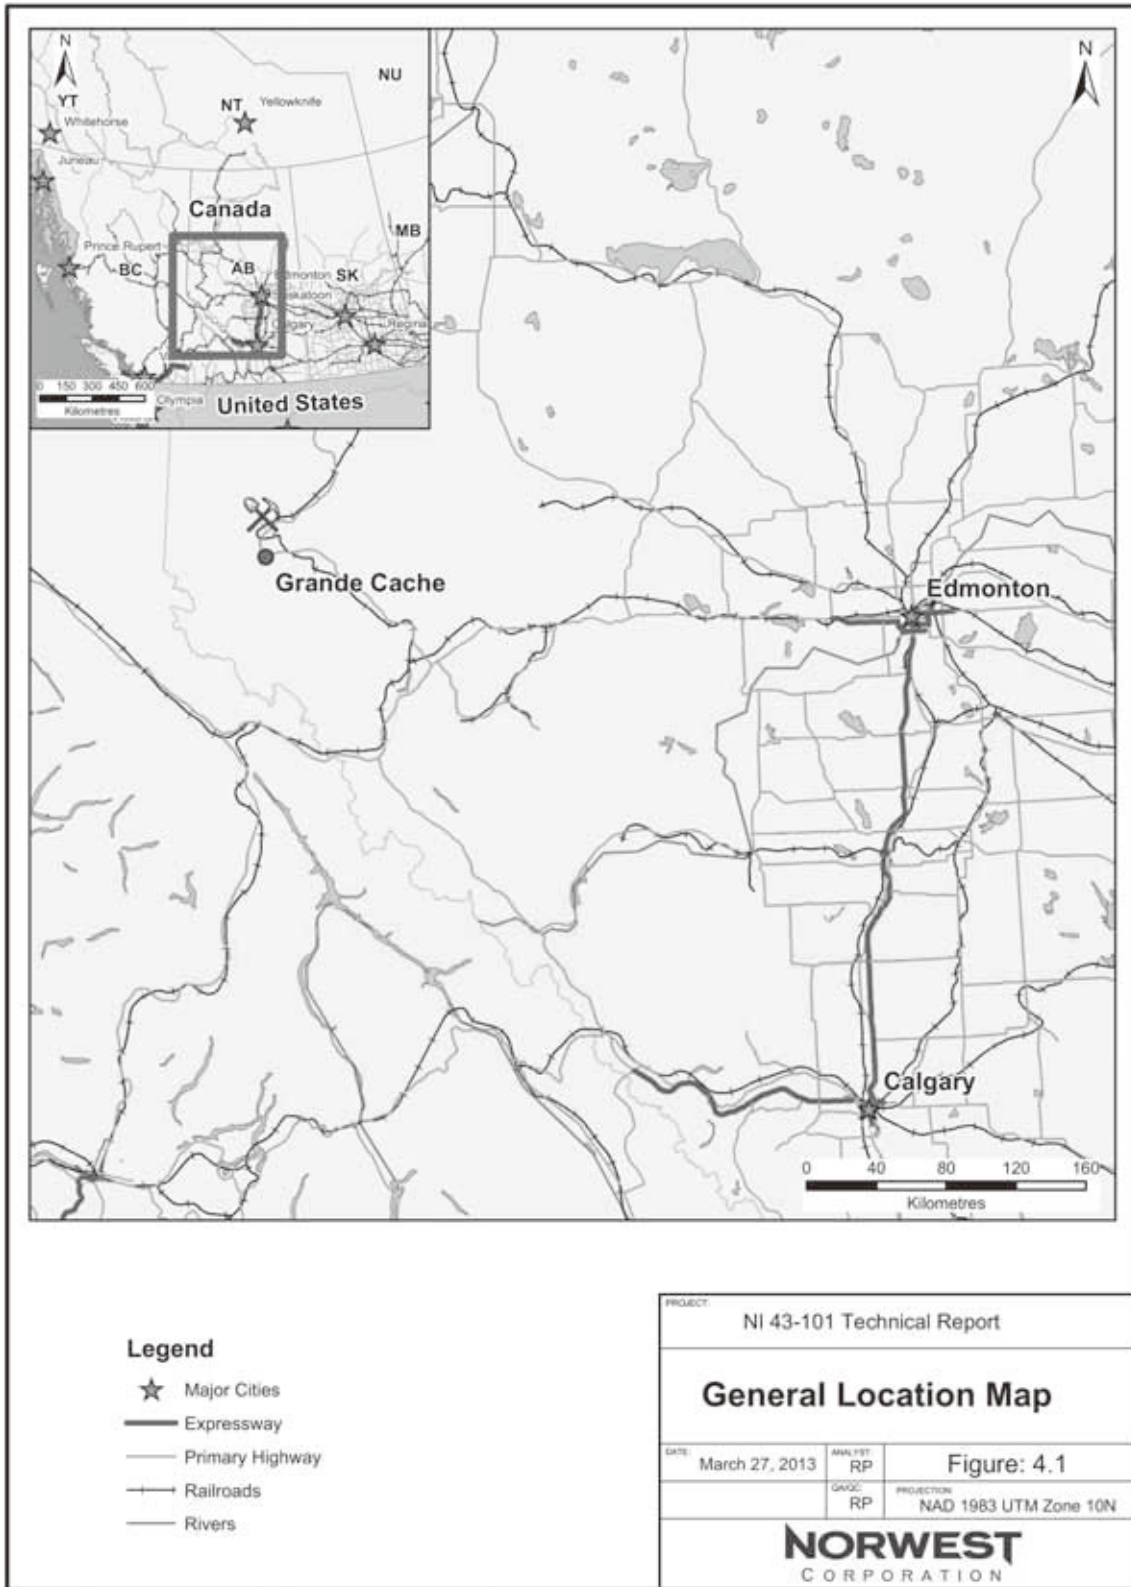 N
NU
YT
NT
Yellowknife
Whitehorse
Juneau
Canada
MB
Prince Rupert
BC
AB
SK
Edmonton
Saskatoon
Calgary
Regina
0 150 300 450 600
Kilometres
Olympia
United States
N
Grande Cache
Edmonton
Calgary
0 40 80 120 160
Kilometres
Legend
Major Cities
Expressway
Primary Highway
Railroads
Rivers
PROJECT:
NI 43-101 Technical Report
General Location Map
DATE: March 27, 2013
ANALYST: RP
Figure: 4.1
QA/QC: RP
PROJECTION: NAD 1983 UTM Zone 10N
NORWEST
CORPORATION